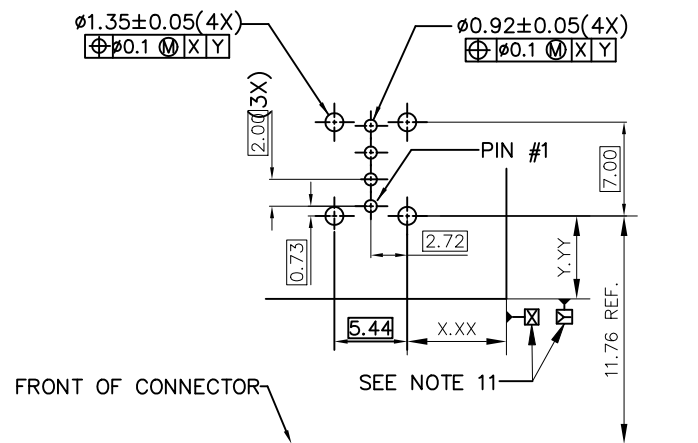 ø1.35±0.05(4X)
⌖ ø0.1 Ⓜ X Y
ø0.92±0.05(4X)
⌖ ø0.1 Ⓜ X Y
2.00(3X)
PIN #1
7.00
2.72
0.73
Y.YY
5.44
X.XX
X
Y
11.76 REF.
SEE NOTE 11
FRONT OF CONNECTOR